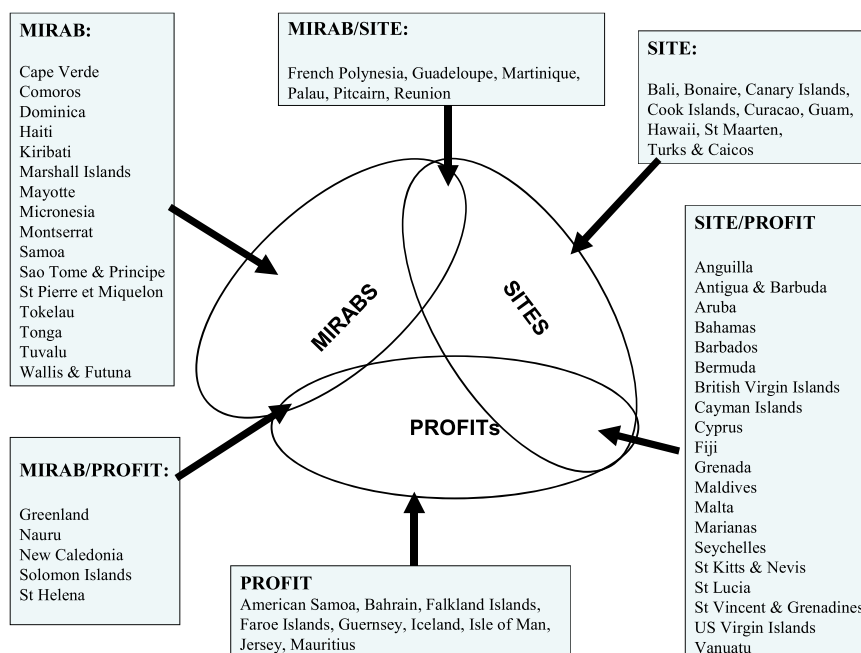 MIRAB:
Cape Verde
Comoros
Dominica
Haiti
Kiribati
Marshall Islands
Mayotte
Micronesia
Montserrat
Samoa
Sao Tome & Principe
St Pierre et Miquelon
Tokelau
Tonga
Tuvalu
Wallis & Futuna
MIRAB/SITE:
French Polynesia, Guadeloupe, Martinique,
Palau, Pitcairn, Reunion
SITE:
Bali, Bonaire, Canary Islands,
Cook Islands, Curacao, Guam,
Hawaii, St Maarten,
Turks & Caicos
MIRABS
SITES
PROFITs
SITE/PROFIT
Anguilla
Antigua & Barbuda
Aruba
Bahamas
Barbados
Bermuda
British Virgin Islands
Cayman Islands
Cyprus
Fiji
Grenada
Maldives
Malta
Marianas
Seychelles
St Kitts & Nevis
St Lucia
St Vincent & Grenadines
US Virgin Islands
Vanuatu
MIRAB/PROFIT:
Greenland
Nauru
New Caledonia
Solomon Islands
St Helena
PROFIT
American Samoa, Bahrain, Falkland Islands,
Faroe Islands, Guernsey, Iceland, Isle of Man,
Jersey, Mauritius